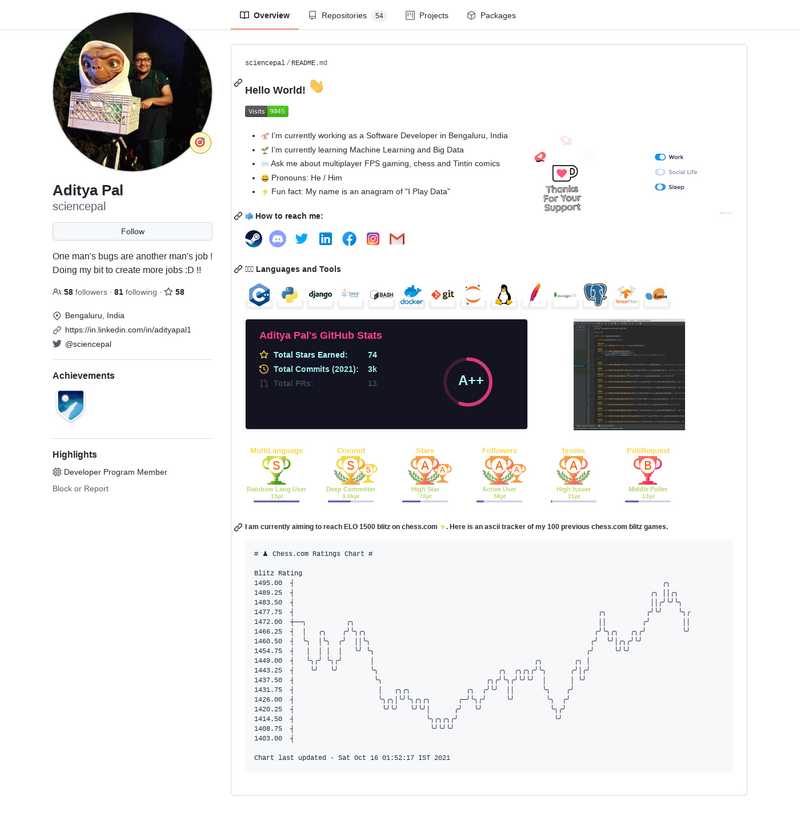 Overview
Repositories 54
Projects
Packages
Aditya Pal
sciencepal
Follow
One man's bugs are another man's job !
Doing my bit to create more jobs :D !!
58 followers · 81 following · 58
Bengaluru, India
https://in.linkedin.com/in/adityapal1
@sciencepal
Achievements
Highlights
Developer Program Member
Block or Report
sciencepal / README.md
Hello World! 👋
Visits 9845
I'm currently working as a Software Developer in Bengaluru, India
🌱 I'm currently learning Machine Learning and Big Data
Ask me about multiplayer FPS gaming, chess and Tintin comics
😄 Pronouns: He / Him
⚡ Fun fact: My name is an anagram of "I Play Data"
Thanks
For Your
Support
Work
Social Life
Sleep
How to reach me:
Languages and Tools
django
BASH
docker
git
Aditya Pal's GitHub Stats
Total Stars Earned: 74
Total Commits (2021): 3k
Total PRs: 13
A++
MultiLanguage
S
Rainbow Lang User
Commit
S
S
Deep Committer
Stars
A
A
High Star
Followers
A
A
Active User
Issues
A
High Issuer
PullRequest
B
Middle Puller
I am currently aiming to reach ELO 1500 blitz on chess.com ⚡. Here is an ascii tracker of my 100 previous chess.com blitz games.
# ♟ Chess.com Ratings Chart #
Blitz Rating
1495.00
1489.25
1483.50
1477.75
1472.00
1466.25
1460.50
1454.75
1449.00
1443.25
1437.50
1431.75
1426.00
1420.25
1414.50
1408.75
1403.00
Chart last updated - Sat Oct 16 01:52:17 IST 2021